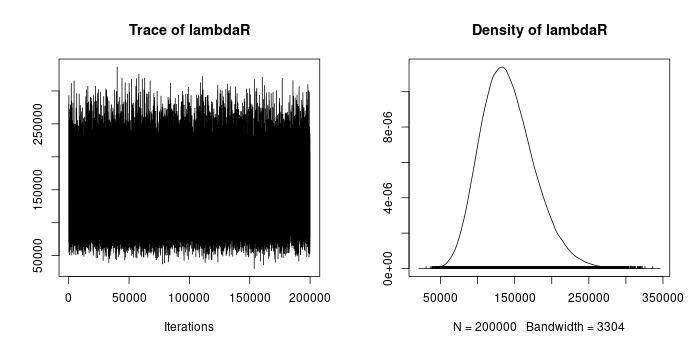 Trace of lambdaR
50000
150000
250000
0
50000
100000
150000
200000
Iterations
Density of lambdaR
0e+00
4e-06
8e-06
50000
150000
250000
350000
N = 200000 Bandwidth = 3304